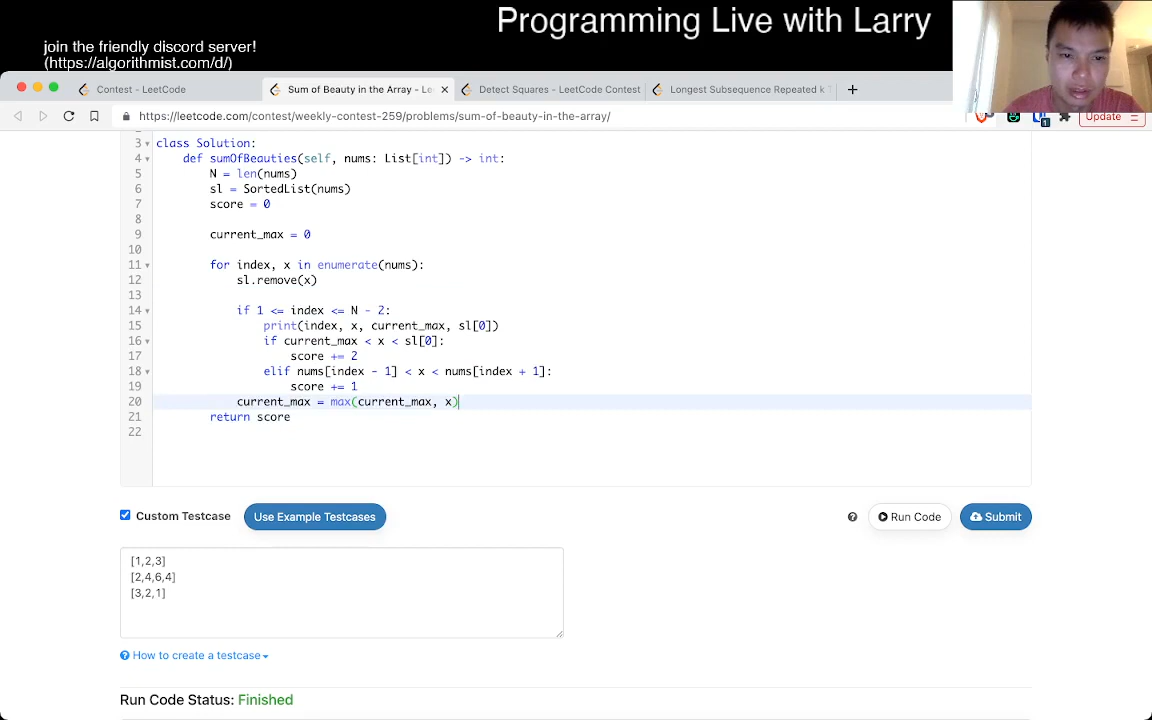 Programming Live with Larry
join the friendly discord server!
(https://algorithmist.com/d/)
Contest - LeetCode
Sum of Beauty in the Array - Le
Detect Squares - LeetCode Contest
Longest Subsequence Repeated k
https://leetcode.com/contest/weekly-contest-259/problems/sum-of-beauty-in-the-array/
1
Update
3 class Solution:
4 def sumOfBeauties(self, nums: List[int]) -> int:
5 N = len(nums)
6 sl = SortedList(nums)
7 score = 0
8
9 current_max = 0
10
11 for index, x in enumerate(nums):
12 sl.remove(x)
13
14 if 1 <= index <= N - 2:
15 print(index, x, current_max, sl[0])
16 if current_max < x < sl[0]:
17 score += 2
18 elif nums[index - 1] < x < nums[index + 1]:
19 score += 1
20 current_max = max(current_max, x)
21 return score
22
Custom Testcase
Use Example Testcases
Run Code
Submit
[1,2,3]
[2,4,6,4]
[3,2,1]
How to create a testcase
Run Code Status: Finished